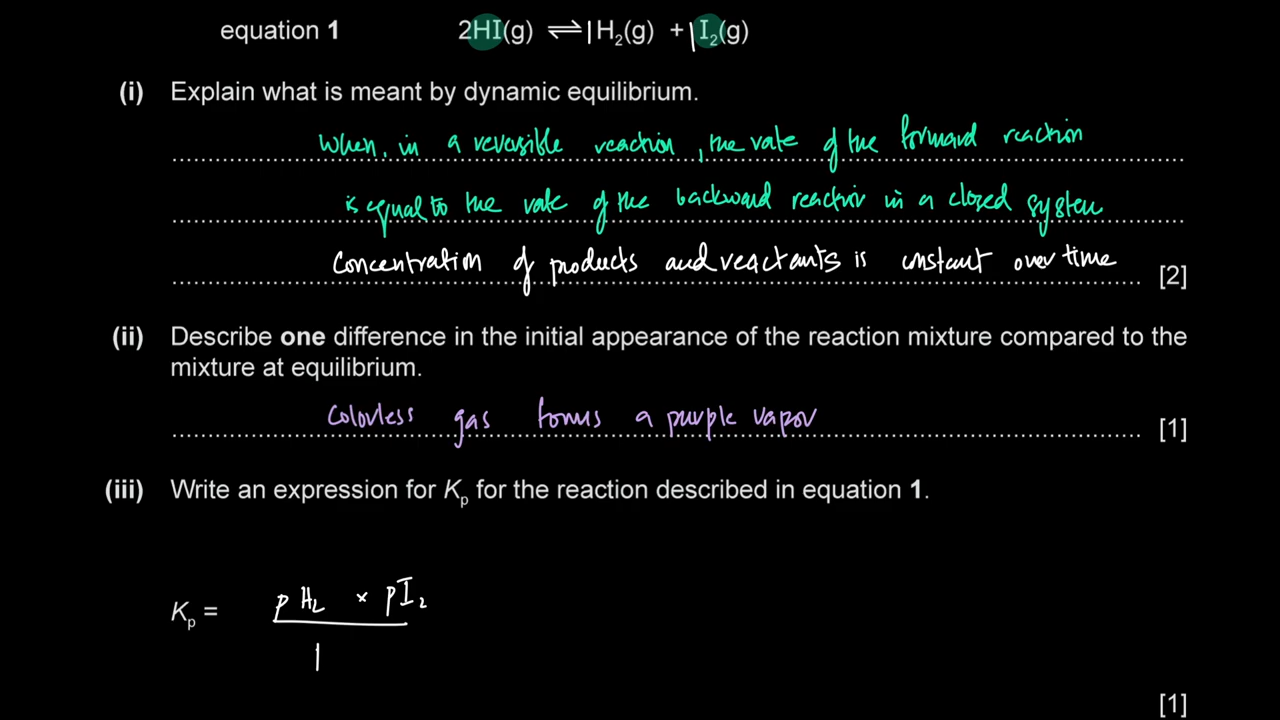 equation 1 2HI(g) ⇌ 1H₂(g) + 1I₂(g)
(i) Explain what is meant by dynamic equilibrium.
When, in a reversible reaction, the rate of the forward reaction
is equal to the rate of the backward reaction in a closed system
concentration of products and reactants is constant over time [2]
(ii) Describe one difference in the initial appearance of the reaction mixture compared to the
mixture at equilibrium.
Colorless gas forms a purple vapor [1]
(iii) Write an expression for Kp for the reaction described in equation 1.
pH₂ × pI₂
Kp =
[1]